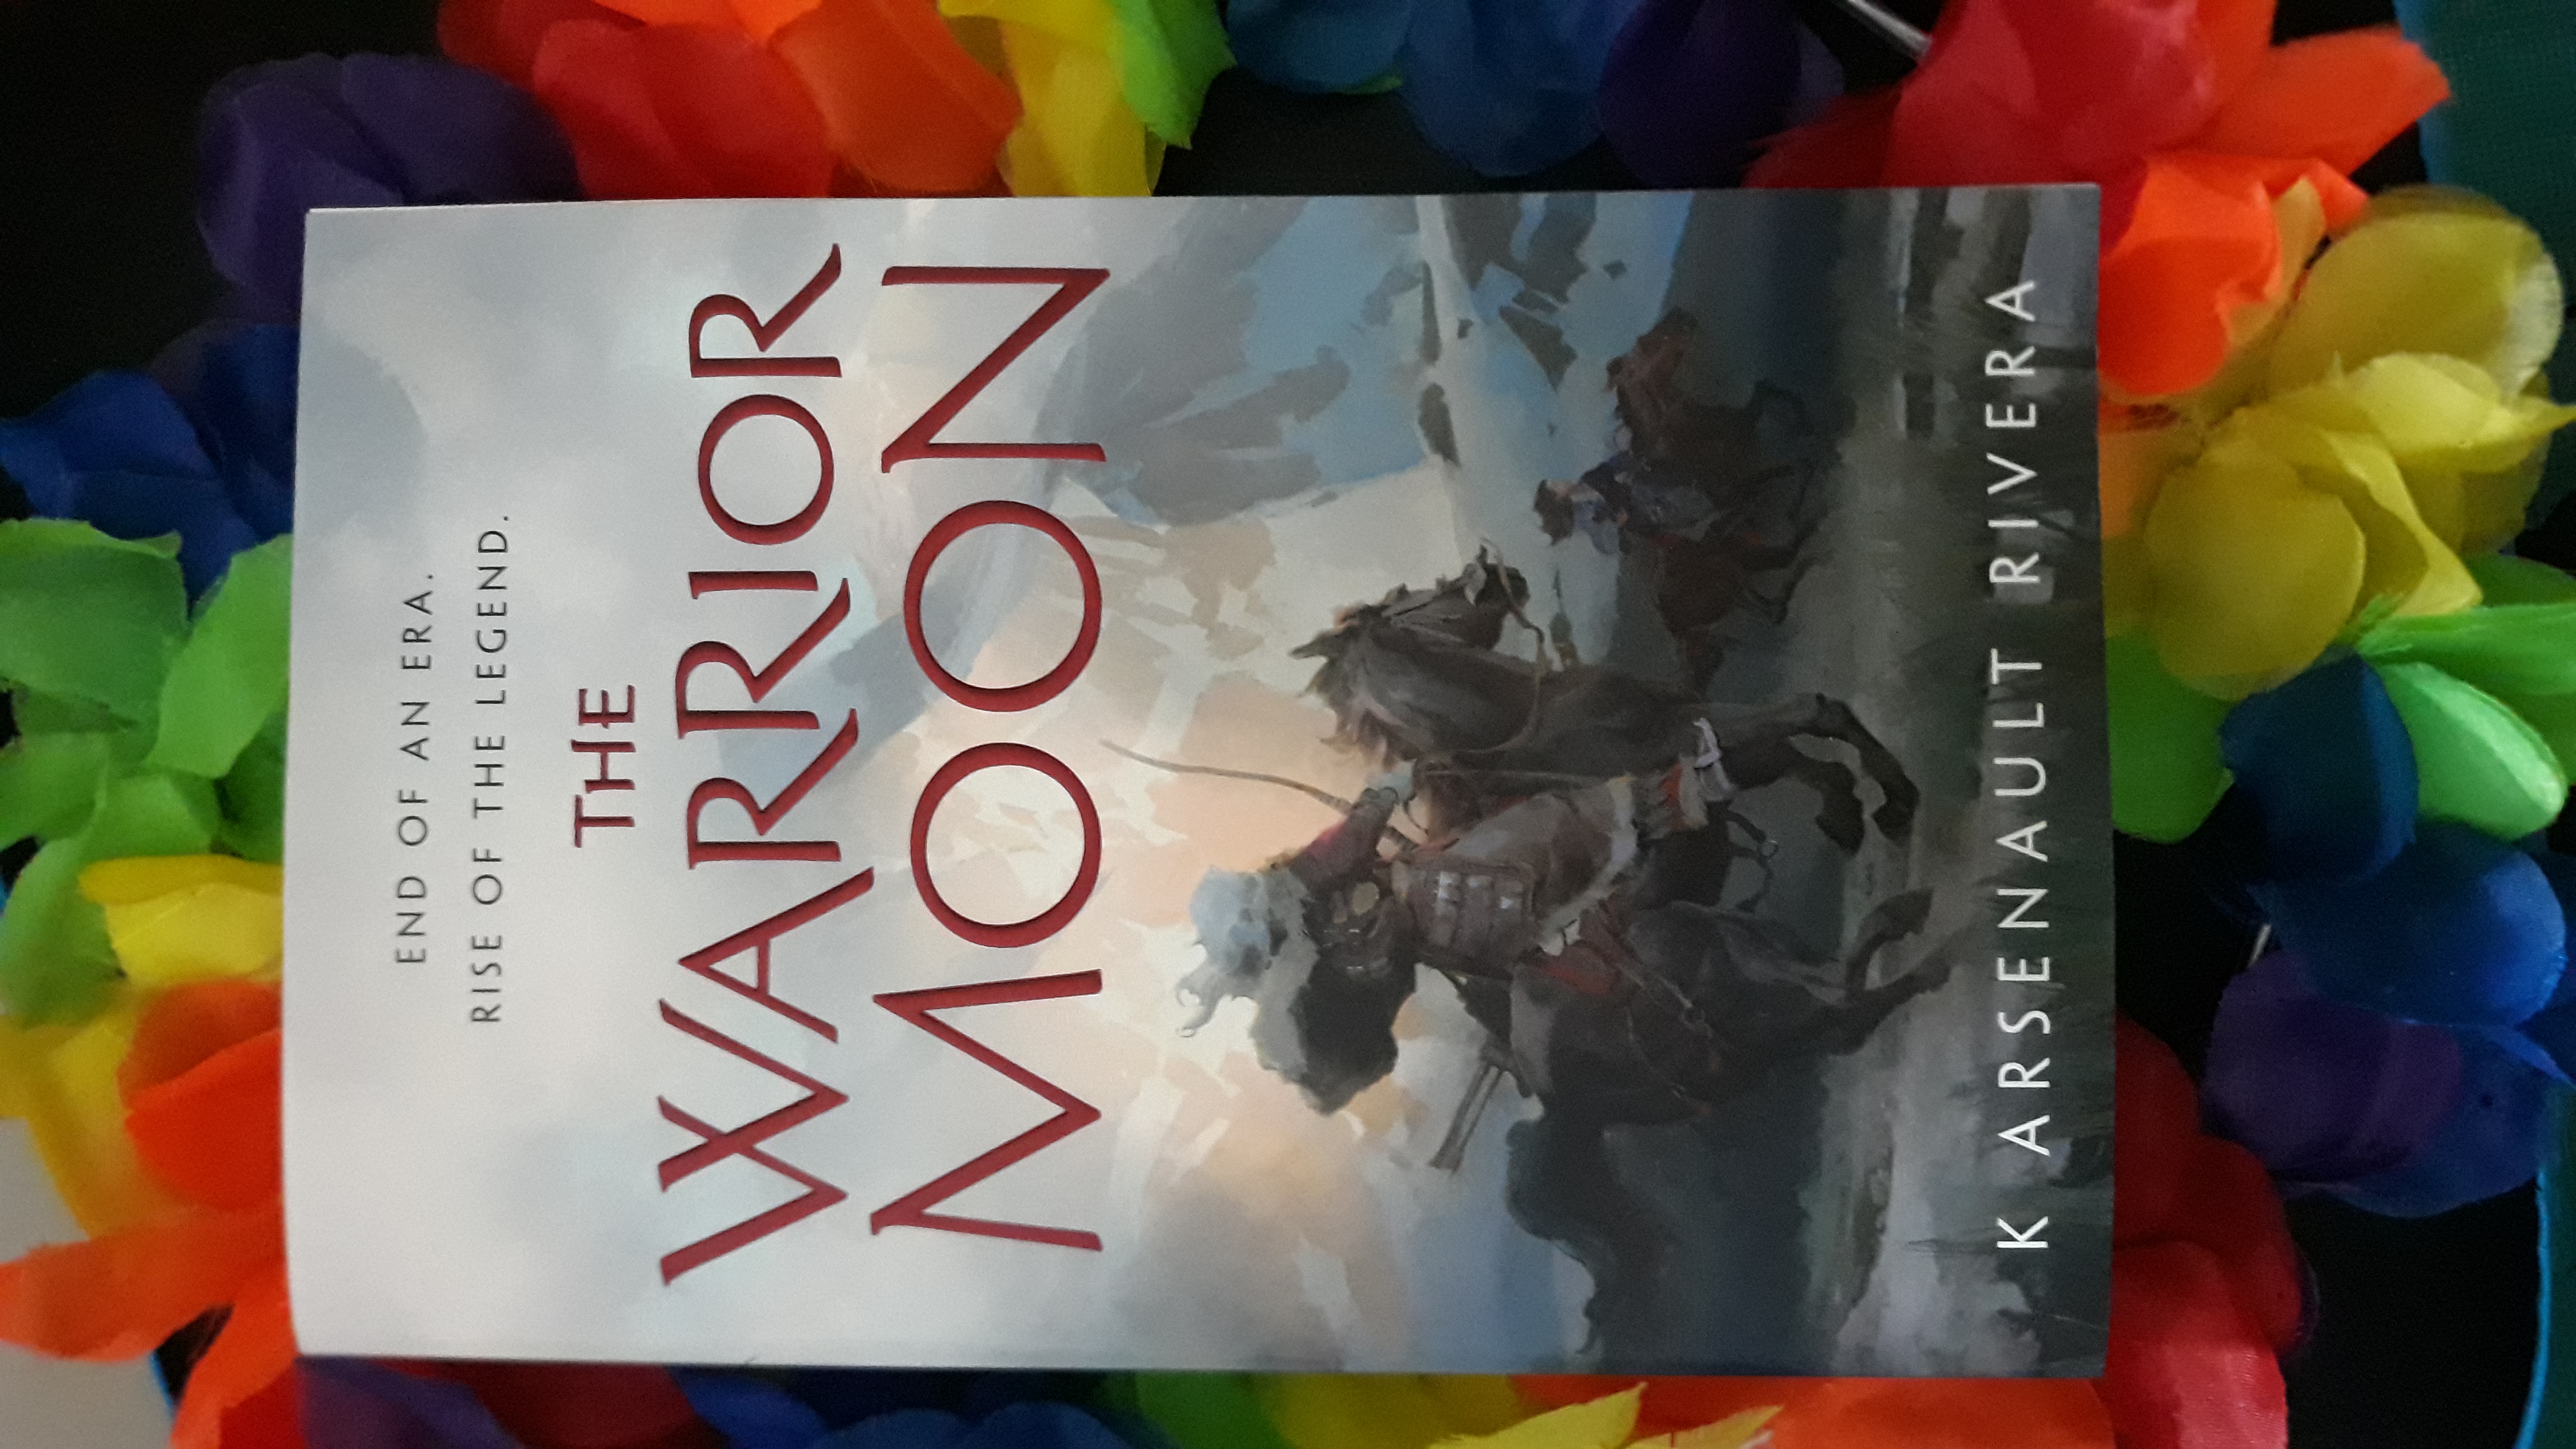 END OF AN ERA.
RISE OF THE LEGEND.
THE
WARRIOR
MOON
K ARSENAULT RIVERA